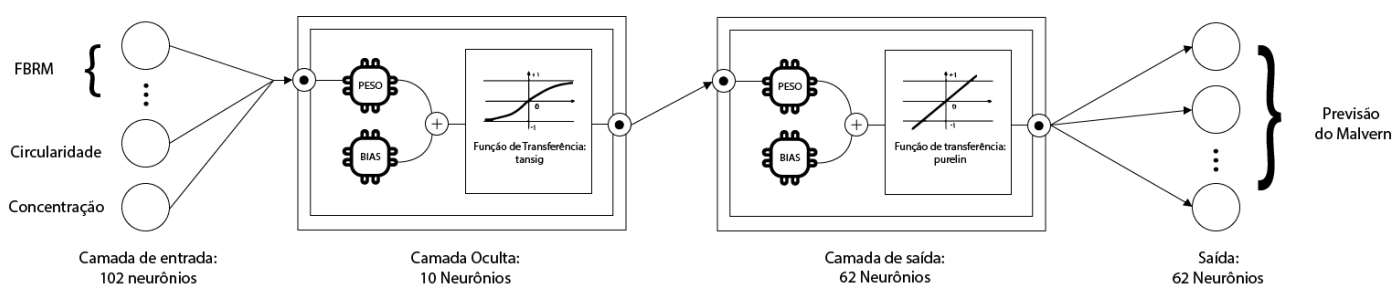 FBRM
Circularidade
Concentração
Camada de entrada:
102 neurônios
PESO
BIAS
+1
0
-1
Função de Transferência:
tansig
Camada Oculta:
10 Neurônios
PESO
BIAS
+1
0
-1
Função de transferência:
purelin
Camada de saída:
62 Neurônios
Saída:
62 Neurônios
Previsão
do Malvern